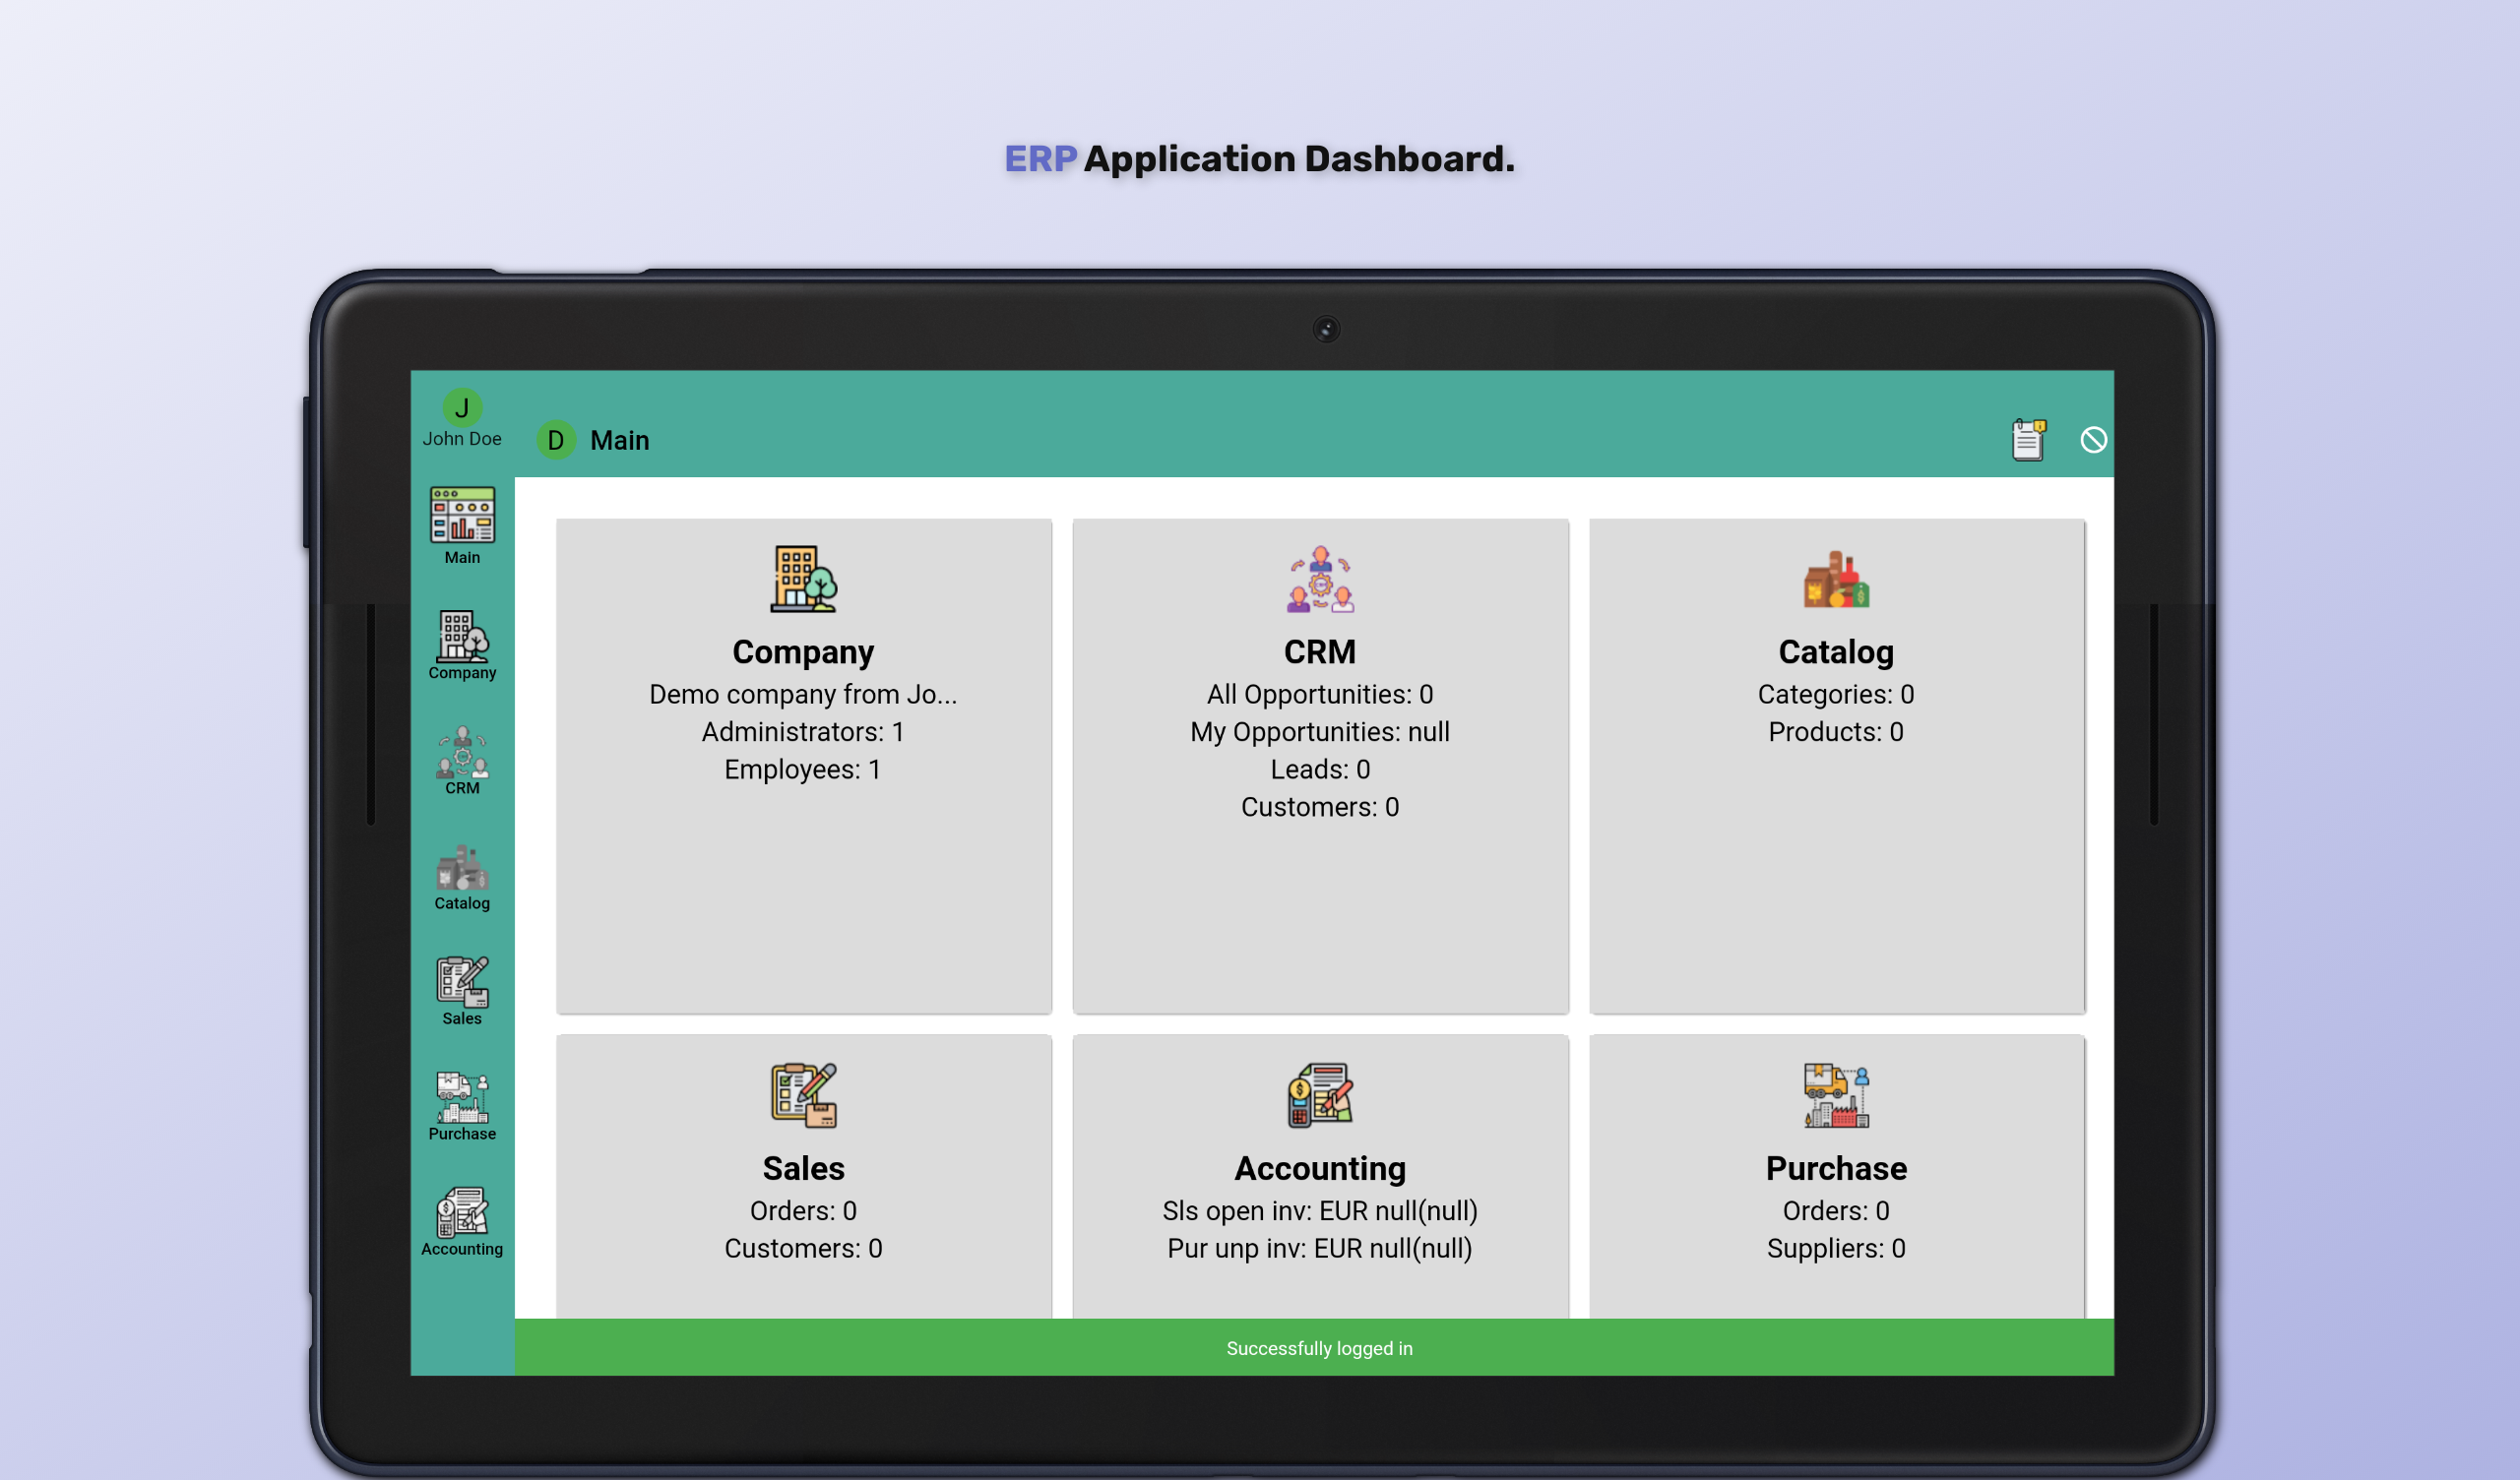 ERP Application Dashboard.
J
John Doe
D Main
Main
Company
CRM
Catalog
Sales
Purchase
Accounting
Company
Demo company from Jo...
Administrators: 1
Employees: 1
CRM
All Opportunities: 0
My Opportunities: null
Leads: 0
Customers: 0
Catalog
Categories: 0
Products: 0
Sales
Orders: 0
Customers: 0
Accounting
Sls open inv: EUR null(null)
Pur unp inv: EUR null(null)
Purchase
Orders: 0
Suppliers: 0
Successfully logged in